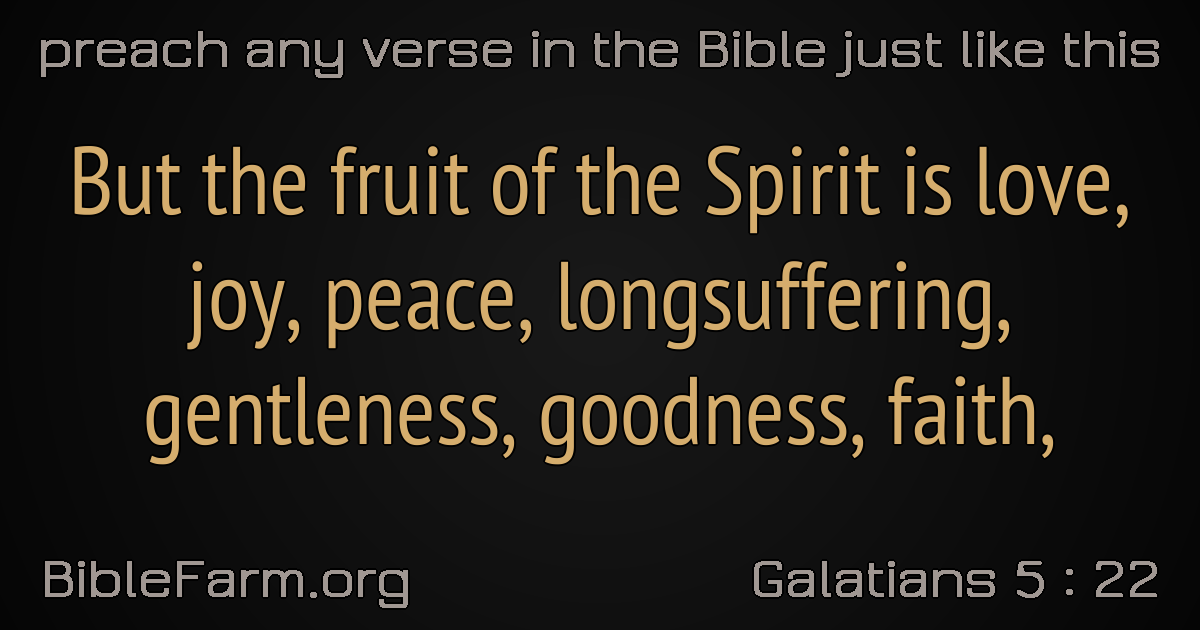 preach any verse in the Bible just like this
But the fruit of the Spirit is love,
joy, peace, longsuffering,
gentleness, goodness, faith,
BibleFarm.org
Galatians 5 : 22